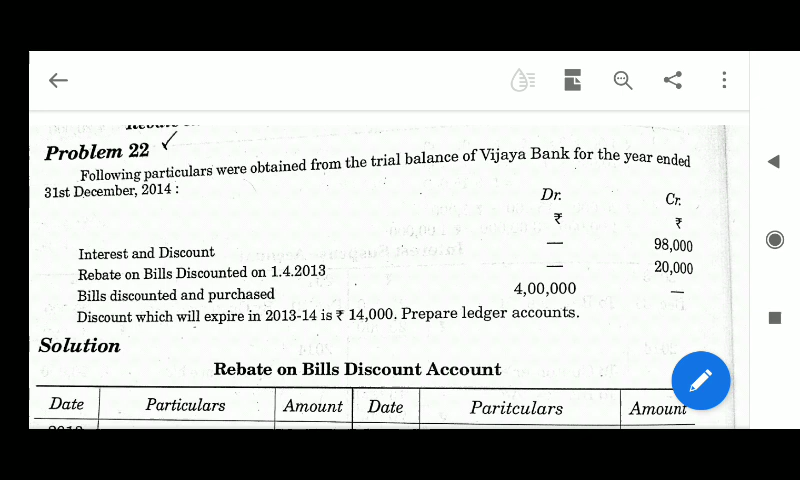 Problem 22
Following particulars were obtained from the trial balance of Vijaya Bank for the year ended
31st December, 2014 :
Dr. Cr.
₹ ₹
Interest and Discount — 98,000
Rebate on Bills Discounted on 1.4.2013 — 20,000
Bills discounted and purchased 4,00,000 —
Discount which will expire in 2013-14 is ₹ 14,000. Prepare ledger accounts.
Solution
Rebate on Bills Discount Account
Date Particulars Amount Date Paritculars Amount